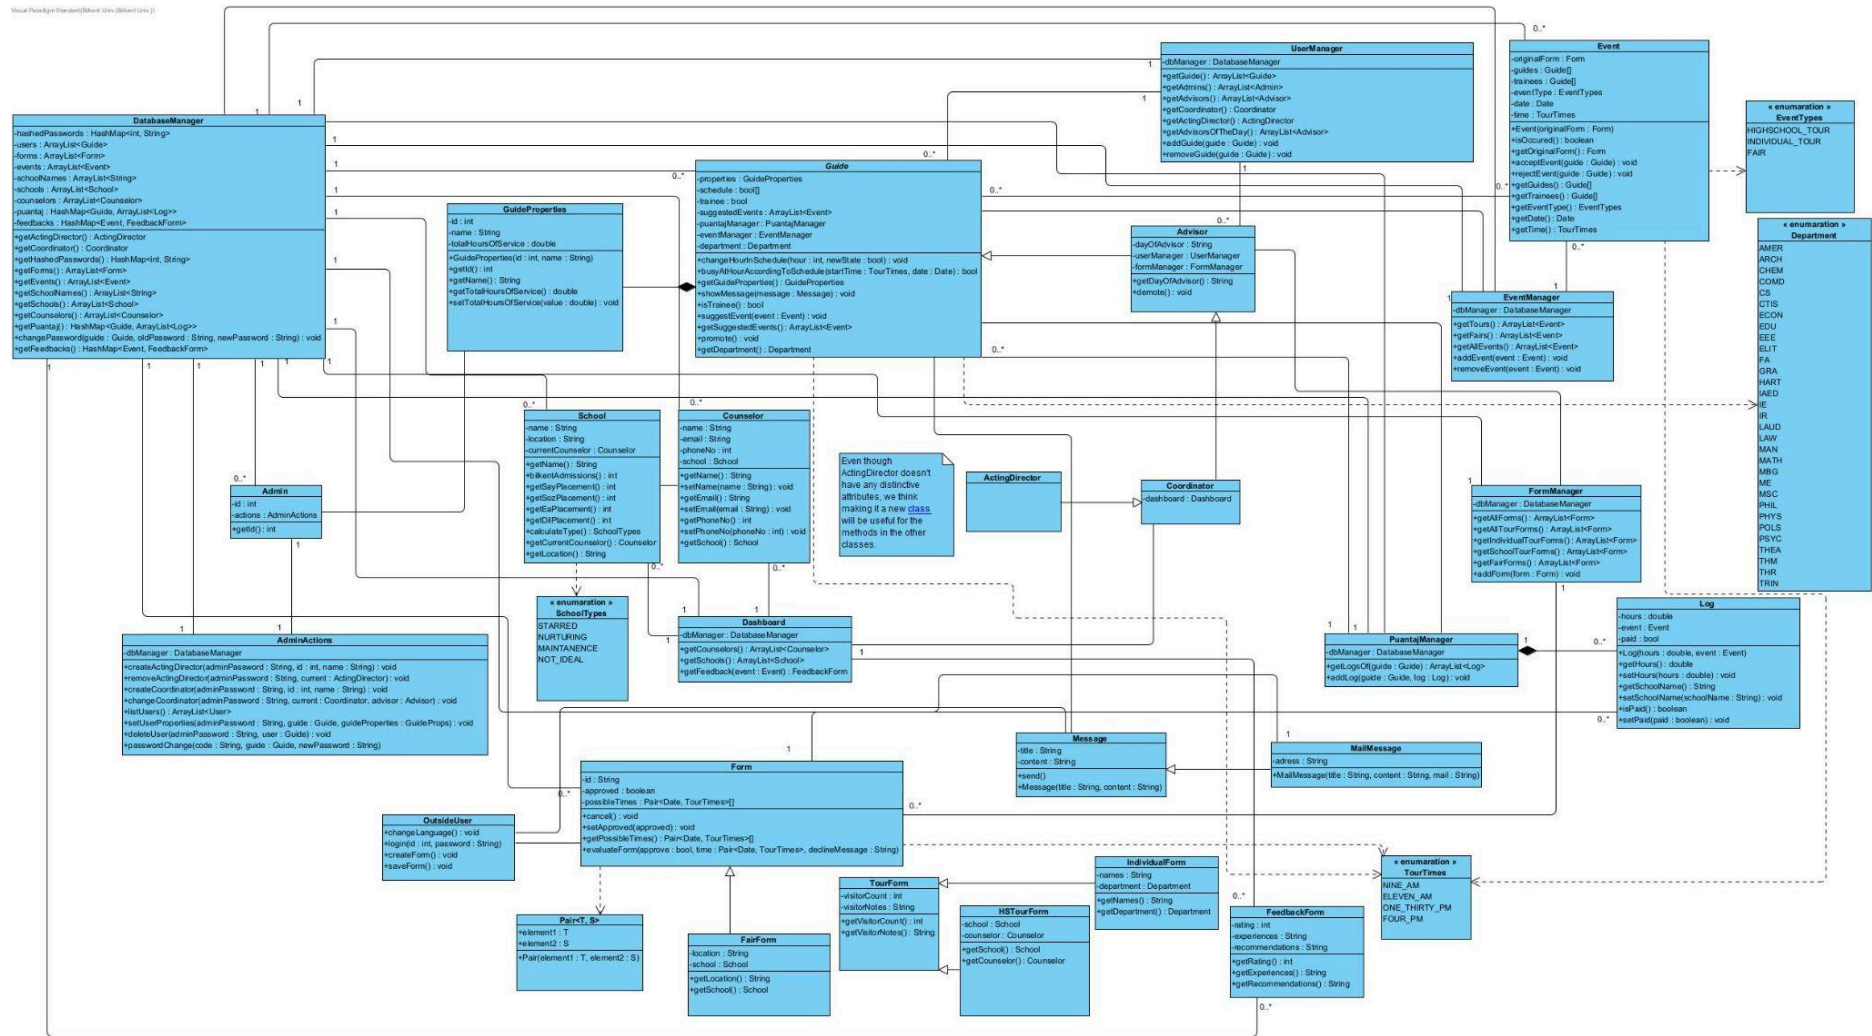 Visual Paradigm Standard(Bilkent Univ.(Bilkent Univ.))
DatabaseManager
-hashedPasswords : HashMap<int, String>
-users : ArrayList<Guide>
-forms : ArrayList<Form>
-events : ArrayList<Event>
-schoolNames : ArrayList<String>
-schools : ArrayList<School>
-counselors : ArrayList<Counselor>
-puantaj : HashMap<Guide, ArrayList<Log>>
-feedbacks : HashMap<Event, FeedbackForm>
+getActingDirector() : ActingDirector
+getCoordinator() : Coordinator
+getHashedPasswords() : HashMap<int, String>
+getForms() : ArrayList<Form>
+getEvents() : ArrayList<Event>
+getSchoolNames() : ArrayList<String>
+getSchools() : ArrayList<School>
+getCounselors() : ArrayList<Counselor>
+getPuantaj() : HashMap<Guide, ArrayList<Log>>
+changePassword(guide : Guide, oldPassword : String, newPassword : String) : void
+getFeedbacks() : HashMap<Event, FeedbackForm>
GuideProperties
-id : int
-name : String
-totalHoursOfService : double
+GuideProperties(id : int, name : String)
+getId() : int
+getName() : String
+getTotalHoursOfService() : double
+setTotalHoursOfService(value : double) : void
Guide
-properties : GuideProperties
-schedule : bool[]
-trainee : bool
-suggestedEvents : ArrayList<Event>
-puantajManager : PuantajManager
-eventManager : EventManager
-department : Department
+changeHourInSchedule(hour : int, newState : bool) : void
+busyAtHourAccordingToSchedule(startTime : TourTimes, date : Date) : bool
+getGuideProperties() : GuideProperties
+showMessage(message : Message) : void
+isTrainee() : bool
+suggestEvent(event : Event) : void
+getSuggestedEvents() : ArrayList<Event>
+promote() : void
+getDepartment() : Department
UserManager
-dbManager : DatabaseManager
+getGuide() : ArrayList<Guide>
+getAdmins() : ArrayList<Admin>
+getAdvisors() : ArrayList<Advisor>
+getCoordinator() : Coordinator
+getActingDirector() : ActingDirector
+getAdvisorsOfTheDay() : ArrayList<Advisor>
+addGuide(guide : Guide) : void
+removeGuide(guide : Guide) : void
Event
-originalForm : Form
-guides : Guide[]
-trainees : Guide[]
-eventType : EventTypes
-date : Date
-time : TourTimes
+Event(originalForm : Form)
+isOccured() : boolean
+getOriginalForm() : Form
+acceptEvent(guide : Guide) : void
+rejectEvent(guide : Guide) : void
+getGuides() : Guide[]
+getTrainees() : Guide[]
+getEventType() : EventTypes
+getDate() : Date
+getTime() : TourTimes
« enumaration »
EventTypes
HIGHSCHOOL_TOUR
INDIVIDUAL_TOUR
FAIR
« enumaration »
Department
AMER
ARCH
CHEM
COMD
CS
CTIS
ECON
EDU
EEE
ELIT
FA
GRA
HART
IAED
IE
IR
LAUD
LAW
MAN
MATH
MBG
ME
MSC
PHIL
PHYS
POLS
PSYC
THEA
THM
THR
TRIN
Advisor
-dayOfAdvisor : String
-userManager : UserManager
-formManager : FormManager
+getDayOfAdvisor() : String
+demote() : void
EventManager
-dbManager : DatabaseManager
+getTours() : ArrayList<Event>
+getFairs() : ArrayList<Event>
+getAllEvents() : ArrayList<Event>
+addEvent(event : Event) : void
+removeEvent(event : Event) : void
School
-name : String
-location : String
-currentCounselor : Counselor
+getName() : String
+bilkentAdmissions() : int
+getSayPlacement() : int
+getSozPlacement() : int
+getEaPlacement() : int
+getDilPlacement() : int
+calculateType() : SchoolTypes
+getCurrentCounselor() : Counselor
+getLocation() : String
Counselor
-name : String
-email : String
-phoneNo : int
-school : School
+getName() : String
+setName(name : String) : void
+getEmail() : String
+setEmail(email : String) : void
+getPhoneNo() : int
+setPhoneNo(phoneNo : int) : void
+getSchool() : School
Even though
ActingDirector doesn't
have any distinctive
attributes, we think
making it a new class
will be useful for the
methods in the other
classes.
ActingDirector
Coordinator
-dashboard : Dashboard
FormManager
-dbManager : DatabaseManager
+getAllForms() : ArrayList<Form>
+getAllTourForms() : ArrayList<Form>
+getIndividualTourForms() : ArrayList<Form>
+getSchoolTourForms() : ArrayList<Form>
+getFairForms() : ArrayList<Form>
+addForm(form : Form) : void
Admin
-id : int
-actions : AdminActions
+getId() : int
« enumaration »
SchoolTypes
STARRED
NURTURING
MAINTANENCE
NOT_IDEAL
AdminActions
-dbManager : DatabaseManager
+createActingDirector(adminPassword : String, id : int, name : String) : void
+removeActingDirector(adminPassword : String, current : ActingDirector) : void
+createCoordinator(adminPassword : String, id : int, name : String) : void
+changeCoordinator(adminPassword : String, current : Coordinator, advisor : Advisor) : void
+listUsers() : ArrayList<User>
+setUserProperties(adminPassword : String, guide : Guide, guideProperties : GuideProps) : void
+deleteUser(adminPassword : String, user : Guide) : void
+passwordChange(code : String, guide : Guide, newPassword : String)
Dashboard
-dbManager : DatabaseManager
+getCounselors() : ArrayList<Counselor>
+getSchools() : ArrayList<School>
+getFeedback(event : Event) : FeedbackForm
PuantajManager
-dbManager : DatabaseManager
+getLogsOf(guide : Guide) : ArrayList<Log>
+addLog(guide : Guide, log : Log) : void
Log
-hours : double
-event : Event
-paid : bool
+Log(hours : double, event : Event)
+getHours() : double
+setHours(hours : double) : void
+getSchoolName() : String
+setSchoolName(schoolName : String) : void
+isPaid() : boolean
+setPaid(paid : boolean) : void
Message
-title : String
-content : String
+send()
+Message(title : String, content : String)
MailMessage
-adress : String
+MailMessage(title : String, content : String, mail : String)
Form
-id : String
-approved : boolean
-possibleTimes : Pair<Date, TourTimes>[]
+cancel() : void
+setApproved(approved) : void
+getPossibleTimes() : Pair<Date, TourTimes>[]
+evaluateForm(approve : bool, time : Pair<Date, TourTimes>, declineMessage : String)
OutsideUser
+changeLanguage() : void
+login(id : int, password : String)
+createForm() : void
+saveForm() : void
Pair<T, S>
+element1 : T
+element2 : S
+Pair(element1 : T, element2 : S)
FairForm
-location : String
-school : School
+getLocation() : String
+getSchool() : School
TourForm
-visitorCount : int
-visitorNotes : String
+getVisitorCount() : int
+getVisitorNotes() : String
HSTourForm
-school : School
-counselor : Counselor
+getSchool() : School
+getCounselor() : Counselor
IndividualForm
-names : String
-department : Department
+getNames() : String
+getDepartment() : Department
FeedbackForm
-rating : int
-experiences : String
-recommendations : String
+getRating() : int
+getExperiences() : String
+getRecommendations() : String
« enumaration »
TourTimes
NINE_AM
ELEVEN_AM
ONE_THIRTY_PM
FOUR_PM